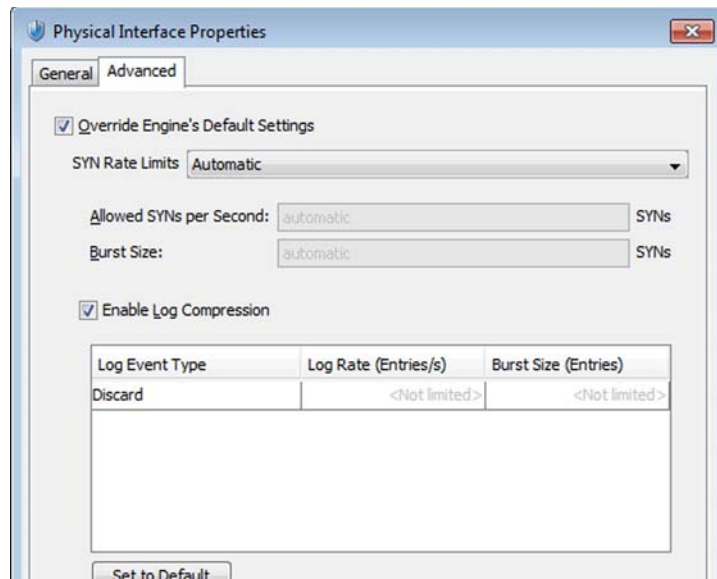 Physical Interface Properties
General Advanced
Override Engine's Default Settings
SYN Rate Limits Automatic
Allowed SYNs per Second: automatic SYNs
Burst Size: automatic SYNs
Enable Log Compression
Log Event Type Log Rate (Entries/s) Burst Size (Entries)
Discard <Not limited> <Not limited>
Set to Default